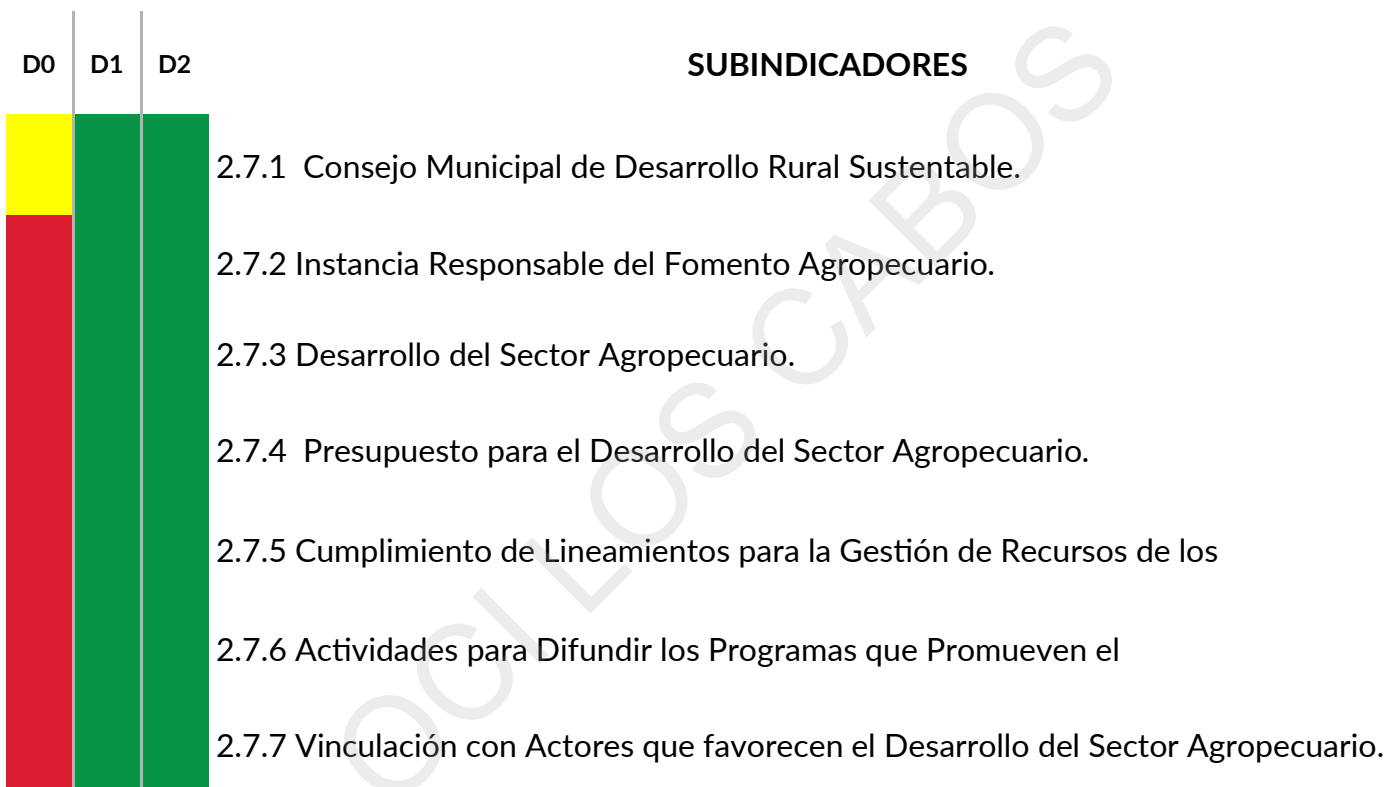 D0 D1 D2 SUBINDICADORES
2.7.1 Consejo Municipal de Desarrollo Rural Sustentable.
2.7.2 Instancia Responsable del Fomento Agropecuario.
2.7.3 Desarrollo del Sector Agropecuario.
2.7.4 Presupuesto para el Desarrollo del Sector Agropecuario.
2.7.5 Cumplimiento de Lineamientos para la Gestión de Recursos de los
2.7.6 Actividades para Difundir los Programas que Promueven el
2.7.7 Vinculación con Actores que favorecen el Desarrollo del Sector Agropecuario.
OCI LOS CABOS